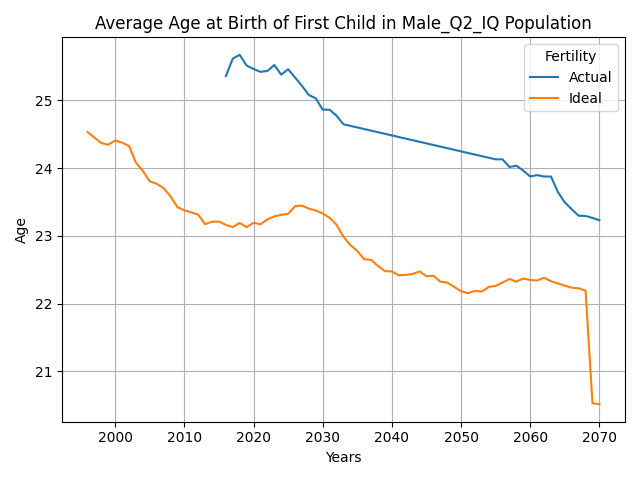 Average Age at Birth of First Child in Male_Q2_IQ Population
Fertility
Actual
Ideal
Age
25
24
23
22
21
2000 2010 2020 2030 2040 2050 2060 2070
Years